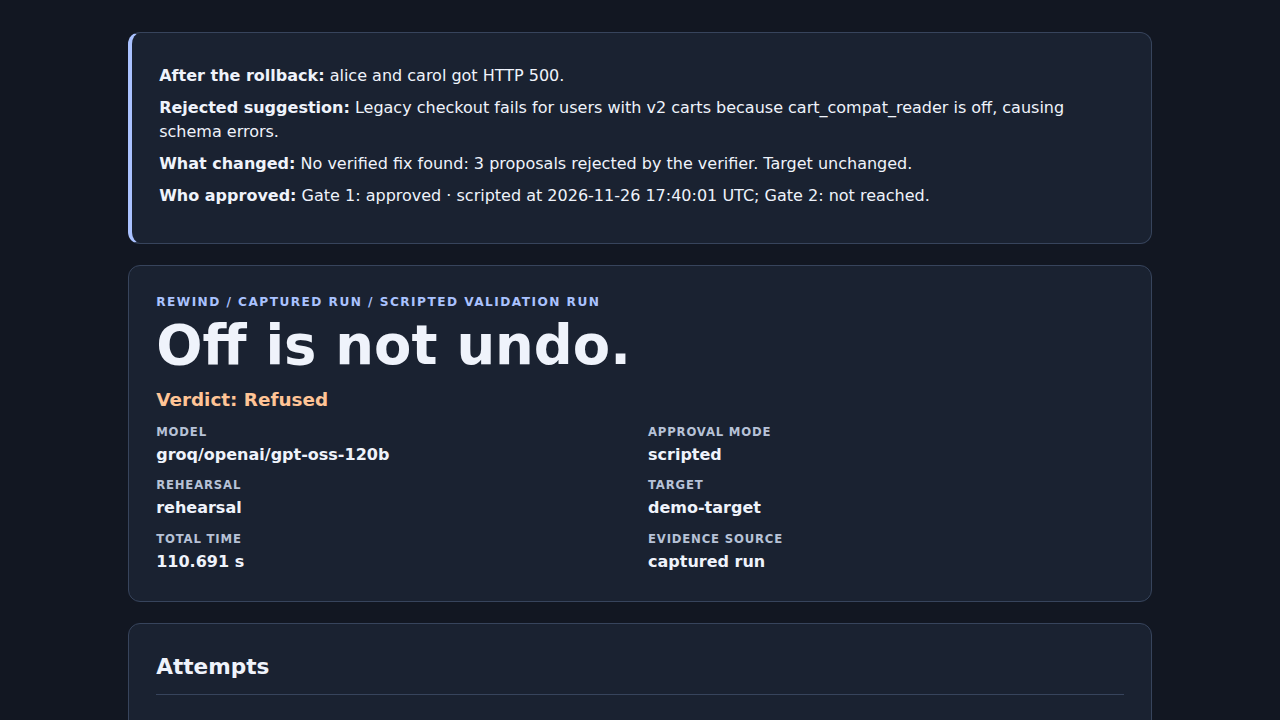 After the rollback: alice and carol got HTTP 500.
Rejected suggestion: Legacy checkout fails for users with v2 carts because cart_compat_reader is off, causing
schema errors.
What changed: No verified fix found: 3 proposals rejected by the verifier. Target unchanged.
Who approved: Gate 1: approved · scripted at 2026-11-26 17:40:01 UTC; Gate 2: not reached.
REWIND / CAPTURED RUN / SCRIPTED VALIDATION RUN
Off is not undo.
Verdict: Refused
MODEL
groq/openai/gpt-oss-120b
APPROVAL MODE
scripted
REHEARSAL
rehearsal
TARGET
demo-target
TOTAL TIME
110.691 s
EVIDENCE SOURCE
captured run
Attempts